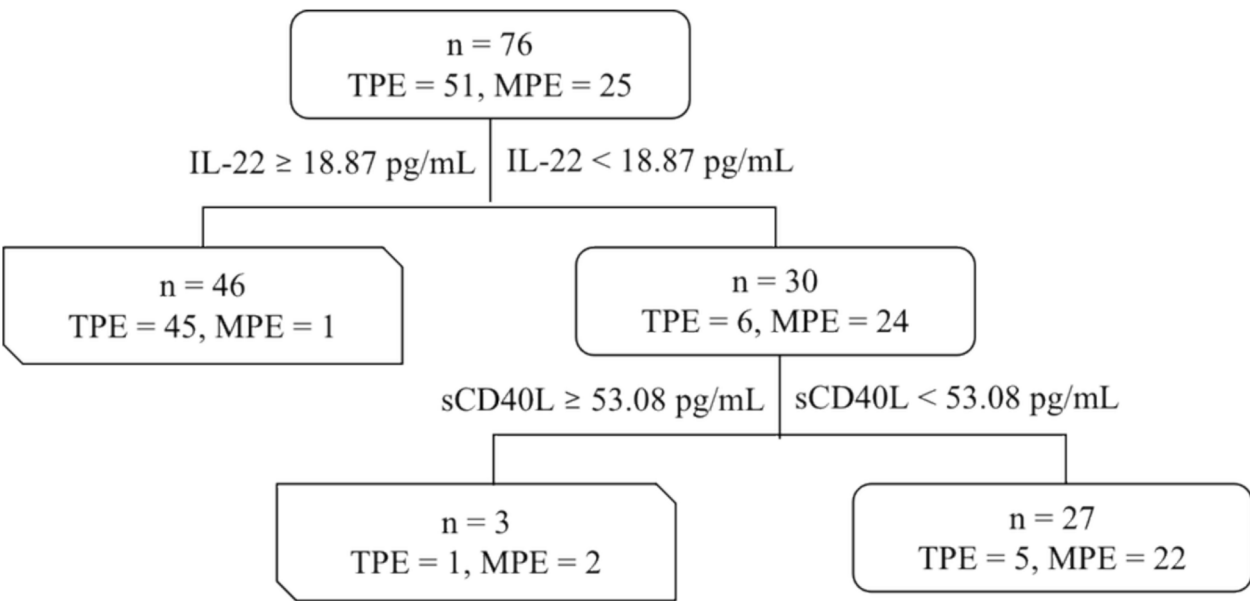 n = 76
TPE = 51, MPE = 25
IL-22 ≥ 18.87 pg/mL
IL-22 < 18.87 pg/mL
n = 46
TPE = 45, MPE = 1
n = 30
TPE = 6, MPE = 24
sCD40L ≥ 53.08 pg/mL
sCD40L < 53.08 pg/mL
n = 3
TPE = 1, MPE = 2
n = 27
TPE = 5, MPE = 22